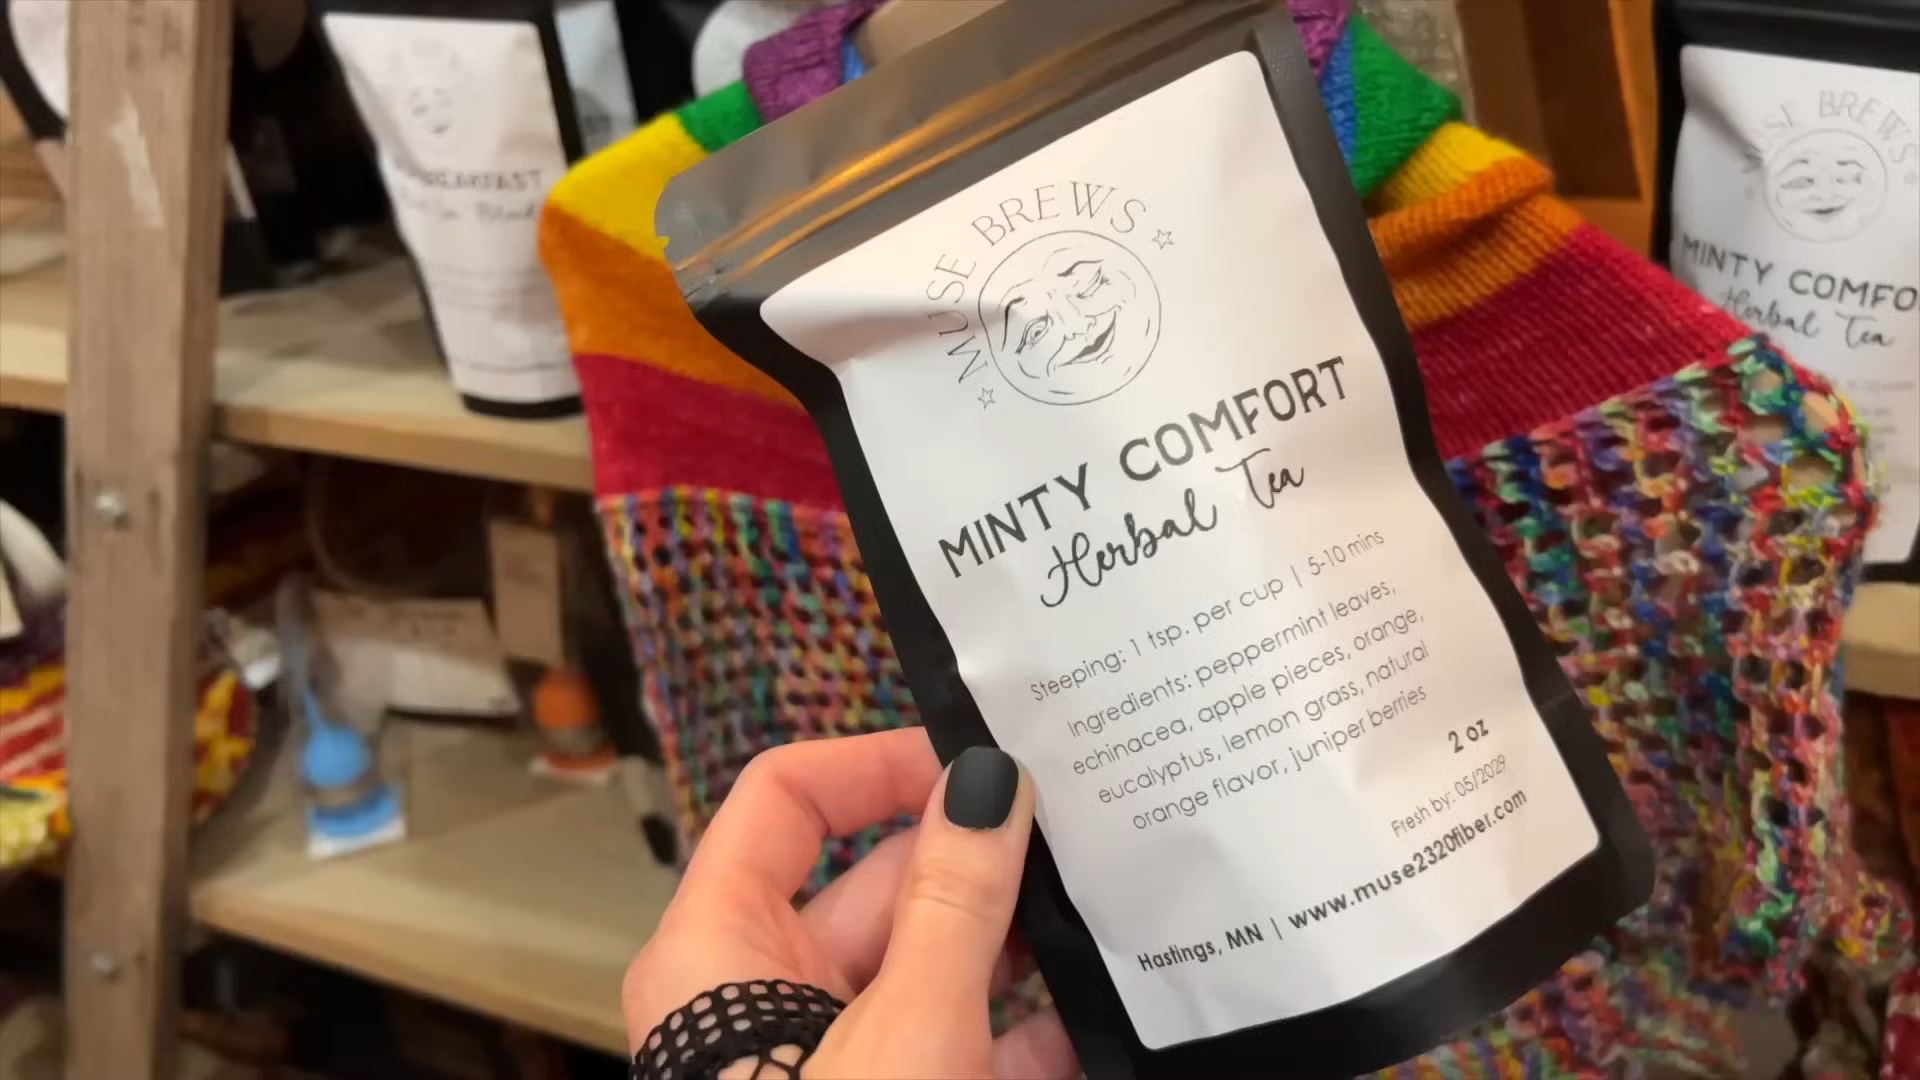 MUSE BREWS
MINTY COMFORT
Herbal Tea
Steeping: 1 tsp. per cup | 5-10 mins
Ingredients: peppermint leaves,
echinacea, apple pieces, orange,
eucalyptus, lemon grass, natural
orange flavor, juniper berries
2 oz
Fresh by: 05/2029
Hastings, MN | www.muse2320fiber.com
MUSE BREWS
MINTY COMFO
Herbal Tea